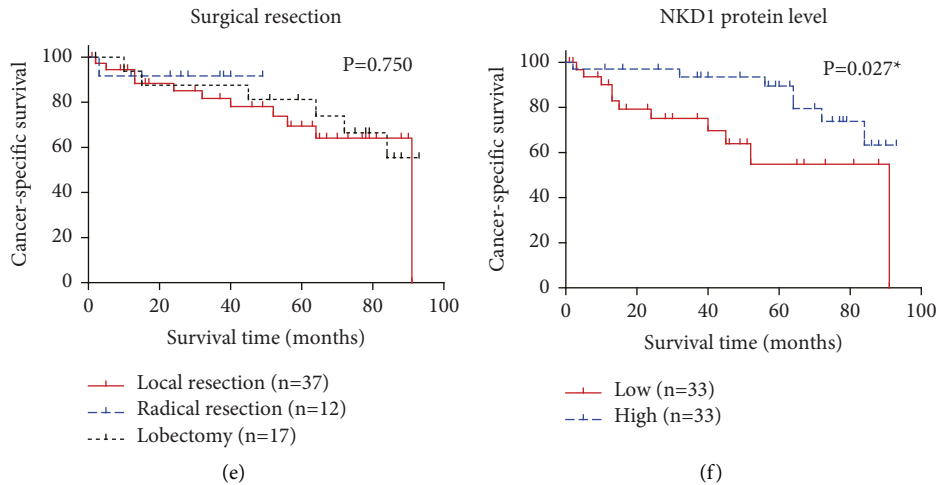 Surgical resection
P=0.750
Cancer-specific survival
100
80
60
40
20
0
0 20 40 60 80 100
Survival time (months)
Local resection (n=37)
Radical resection (n=12)
Lobectomy (n=17)
(e)
NKD1 protein level
P=0.027*
Cancer-specific survival
100
80
60
40
20
0
0 20 40 60 80 100
Survival time (months)
Low (n=33)
High (n=33)
(f)